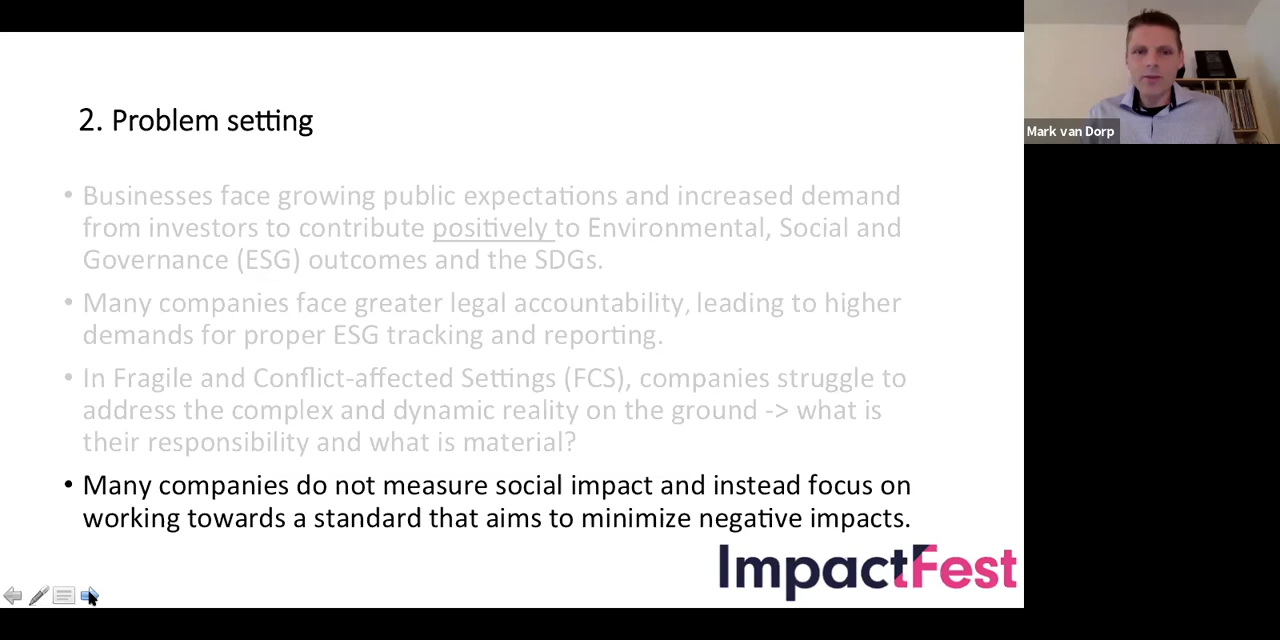 2. Problem setting
• Businesses face growing public expectations and increased demand
from investors to contribute positively to Environmental, Social and
Governance (ESG) outcomes and the SDGs.
• Many companies face greater legal accountability, leading to higher
demands for proper ESG tracking and reporting.
• In Fragile and Conflict-affected Settings (FCS), companies struggle to
address the complex and dynamic reality on the ground -> what is
their responsibility and what is material?
• Many companies do not measure social impact and instead focus on
working towards a standard that aims to minimize negative impacts.
ImpactFest
Mark van Dorp